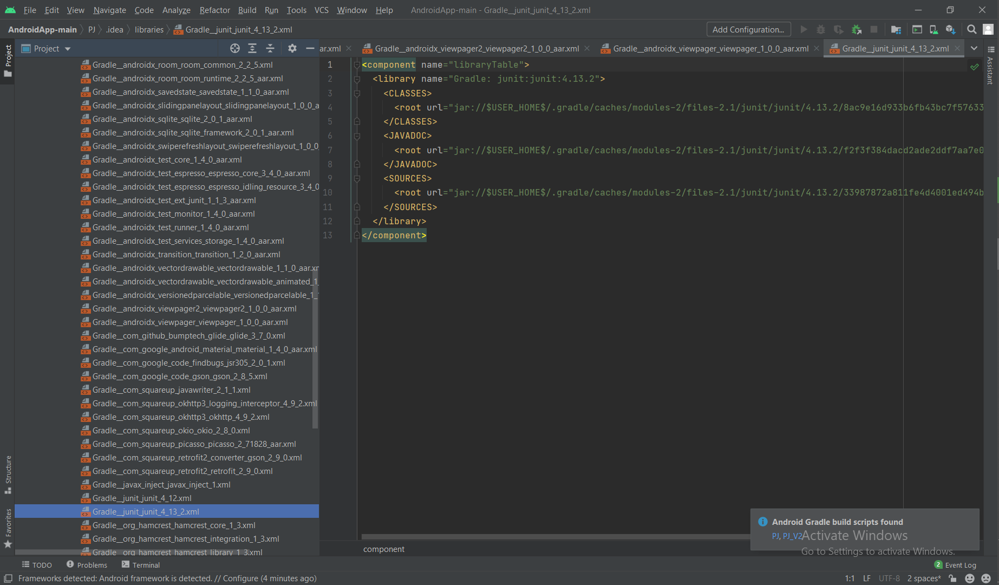 File Edit View Navigate Code Analyze Refactor Build Run Tools VCS Window Help AndroidApp-main - Gradle__junit_junit_4_13_2.xml
AndroidApp-main PJ .idea libraries Gradle__junit_junit_4_13_2.xml Add Configuration...
Project
ar.xml Gradle__androidx_viewpager2_viewpager2_1_0_0_aar.xml Gradle__androidx_viewpager_viewpager_1_0_0_aar.xml Gradle__junit_junit_4_13_2.xml
Project
Structure
Favorites
Gradle__androidx_room_room_common_2_2_5.xml
Gradle__androidx_room_room_runtime_2_2_5_aar.xml
Gradle__androidx_savedstate_savedstate_1_1_0_aar.xml
Gradle__androidx_slidingpanelayout_slidingpanelayout_1_0_0_a
Gradle__androidx_sqlite_sqlite_2_0_1_aar.xml
Gradle__androidx_sqlite_sqlite_framework_2_0_1_aar.xml
Gradle__androidx_swiperefreshlayout_swiperefreshlayout_1_0_0_
Gradle__androidx_test_core_1_4_0_aar.xml
Gradle__androidx_test_espresso_espresso_core_3_4_0_aar.xml
Gradle__androidx_test_espresso_espresso_idling_resource_3_4_0
Gradle__androidx_test_ext_junit_1_1_3_aar.xml
Gradle__androidx_test_monitor_1_4_0_aar.xml
Gradle__androidx_test_runner_1_4_0_aar.xml
Gradle__androidx_test_services_storage_1_4_0_aar.xml
Gradle__androidx_transition_transition_1_2_0_aar.xml
Gradle__androidx_vectordrawable_vectordrawable_1_1_0_aar.xm
Gradle__androidx_vectordrawable_vectordrawable_animated_1_
Gradle__androidx_versionedparcelable_versionedparcelable_1_1
Gradle__androidx_viewpager2_viewpager2_1_0_0_aar.xml
Gradle__androidx_viewpager_viewpager_1_0_0_aar.xml
Gradle__com_github_bumptech_glide_glide_3_7_0.xml
Gradle__com_google_android_material_material_1_4_0_aar.xml
Gradle__com_google_code_findbugs_jsr305_2_0_1.xml
Gradle__com_google_code_gson_gson_2_8_5.xml
Gradle__com_squareup_javawriter_2_1_1.xml
Gradle__com_squareup_okhttp3_logging_interceptor_4_9_2.xml
Gradle__com_squareup_okhttp3_okhttp_4_9_2.xml
Gradle__com_squareup_okio_okio_2_8_0.xml
Gradle__com_squareup_picasso_picasso_2_71828_aar.xml
Gradle__com_squareup_retrofit2_converter_gson_2_9_0.xml
Gradle__com_squareup_retrofit2_retrofit_2_9_0.xml
Gradle__javax_inject_javax_inject_1.xml
Gradle__junit_junit_4_12.xml
Gradle__junit_junit_4_13_2.xml
Gradle__org_hamcrest_hamcrest_core_1_3.xml
Gradle__org_hamcrest_hamcrest_integration_1_3.xml
Gradle__org_hamcrest_hamcrest_library_1_3.xml
1 <component name="libraryTable">
2 <library name="Gradle: junit:junit:4.13.2">
3 <CLASSES>
4 <root url="jar://$USER_HOME$/.gradle/caches/modules-2/files-2.1/junit/junit/4.13.2/8ac9e16d933b6fb43bc7f57633
5 </CLASSES>
6 <JAVADOC>
7 <root url="jar://$USER_HOME$/.gradle/caches/modules-2/files-2.1/junit/junit/4.13.2/f2f3f384dacd2ade2ddf7aa7e0
8 </JAVADOC>
9 <SOURCES>
10 <root url="jar://$USER_HOME$/.gradle/caches/modules-2/files-2.1/junit/junit/4.13.2/33987872a811fe4d4001ed494b
11 </SOURCES>
12 </library>
13 </component>
Assistant
Android Gradle build scripts found
PJ, PJ_V2
Activate Windows
Go to Settings to activate Windows.
component
TODO Problems Terminal 2 Event Log
Frameworks detected: Android framework is detected. // Configure (4 minutes ago) 1:1 LF UTF-8 2 spaces*